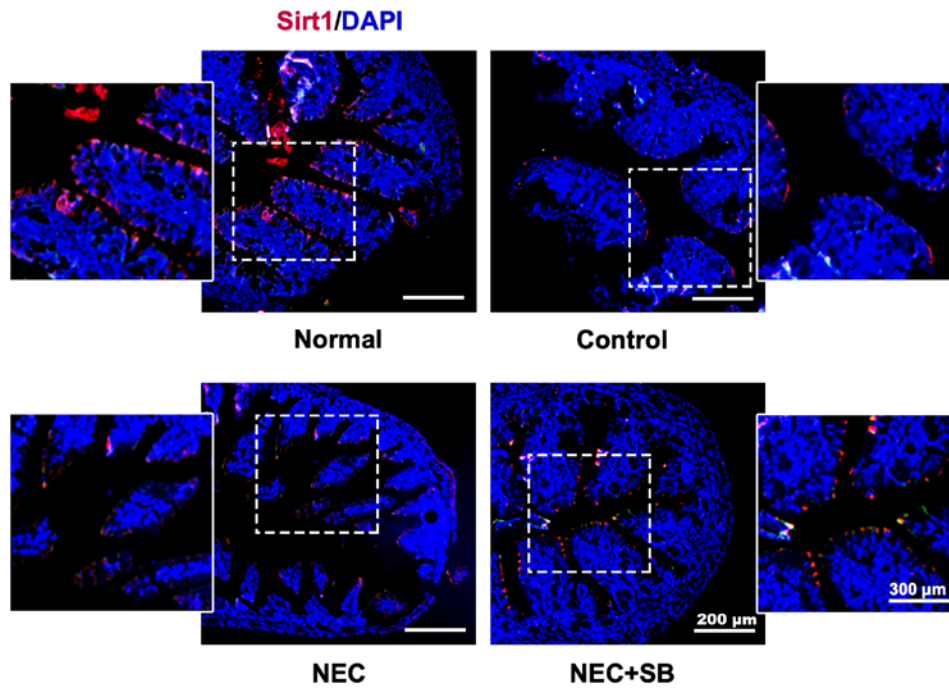 Sirt1/DAPI
Normal
Control
300 µm
200 µm
NEC
NEC+SB